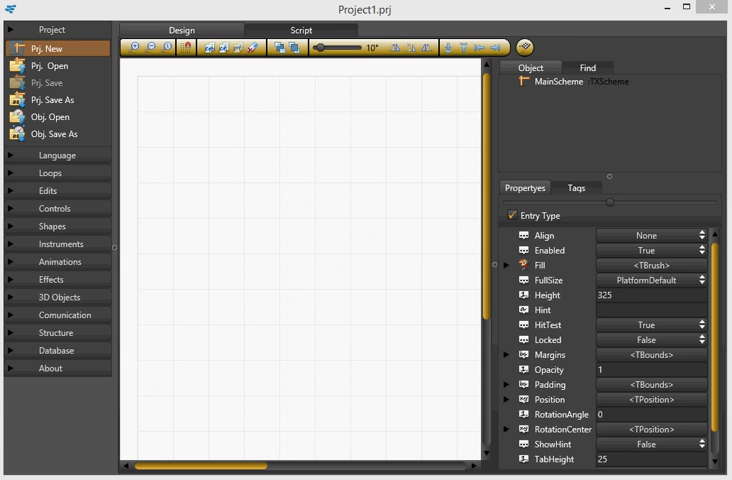 Project1.prj
Project
Prj. New
Prj. Open
Prj. Save
Prj. Save As
Obj. Open
Obj. Save As
Language
Loops
Edits
Controls
Shapes
Instruments
Animations
Effects
3D Objects
Comunication
Structure
Database
About
Design Script
10°
Object Find
MainScheme :TXScheme
Propertyes Tags
Entry Type
Align None
Enabled True
Fill <TBrush>
FullSize PlatformDefault
Height 325
Hint
HitTest True
Locked False
Margins <TBounds>
Opacity 1
Padding <TBounds>
Position <TPosition>
RotationAngle 0
RotationCenter <TPosition>
ShowHint False
TabHeight 25